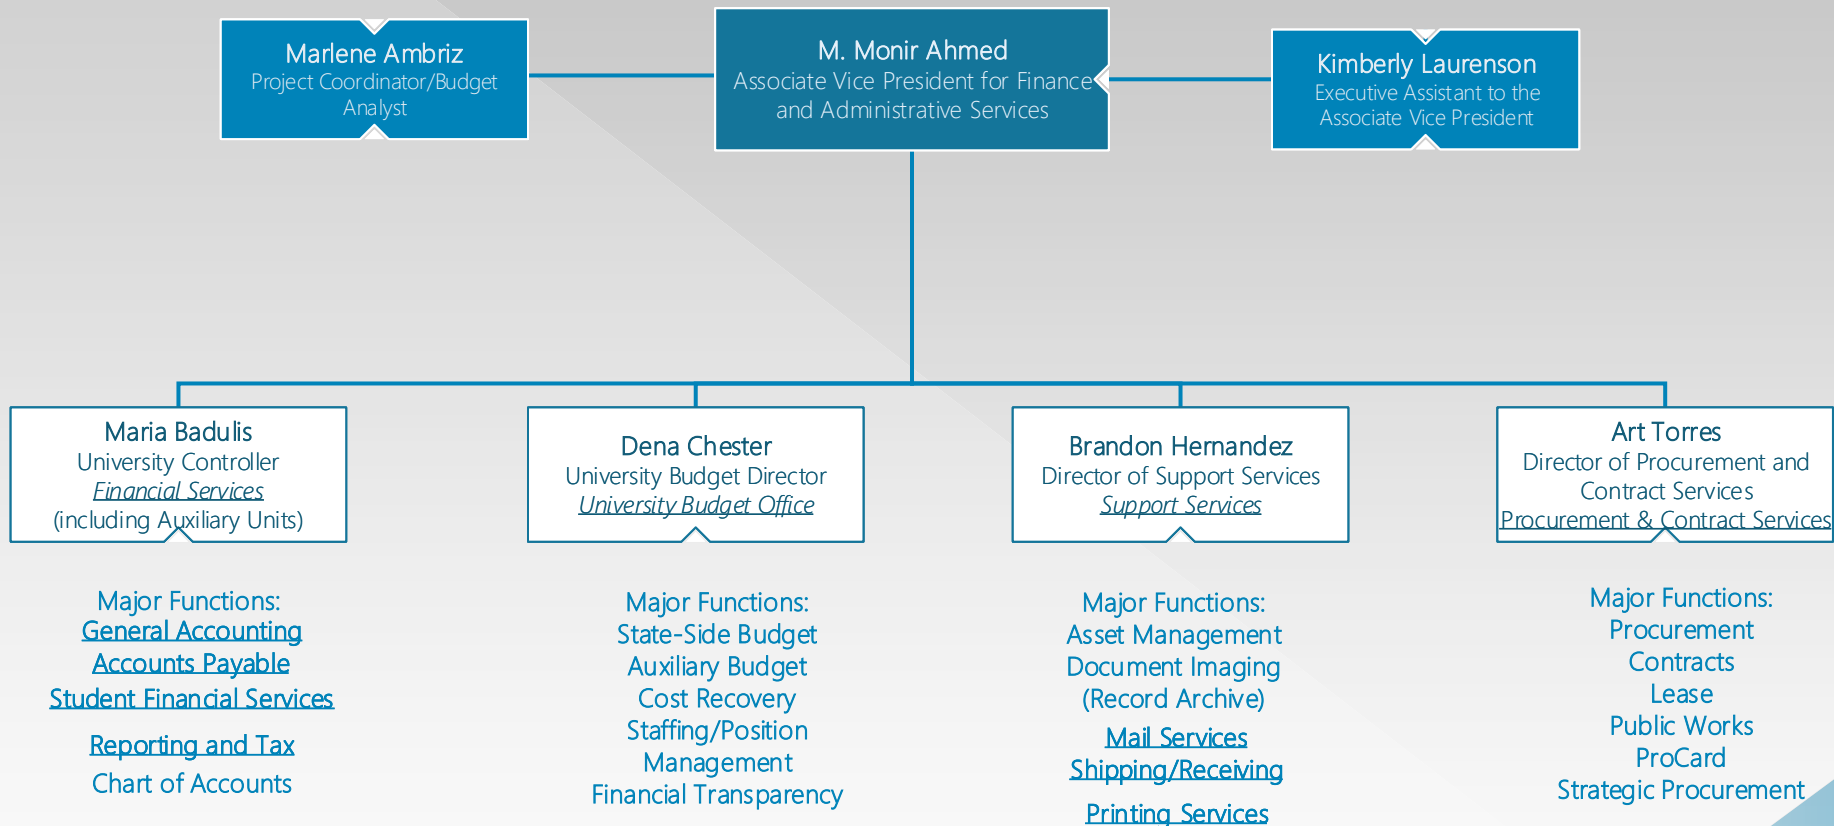 Marlene Ambriz
Project Coordinator/Budget
Analyst
M. Monir Ahmed
Associate Vice President for Finance
and Administrative Services
Kimberly Laurenson
Executive Assistant to the
Associate Vice President
Maria Badulis
University Controller
Financial Services
(including Auxiliary Units)
Dena Chester
University Budget Director
University Budget Office
Brandon Hernandez
Director of Support Services
Support Services
Art Torres
Director of Procurement and
Contract Services
Procurement & Contract Services
Major Functions:
General Accounting
Accounts Payable
Student Financial Services
Reporting and Tax
Chart of Accounts
Major Functions:
State-Side Budget
Auxiliary Budget
Cost Recovery
Staffing/Position
Management
Financial Transparency
Major Functions:
Asset Management
Document Imaging
(Record Archive)
Mail Services
Shipping/Receiving
Printing Services
Major Functions:
Procurement
Contracts
Lease
Public Works
ProCard
Strategic Procurement